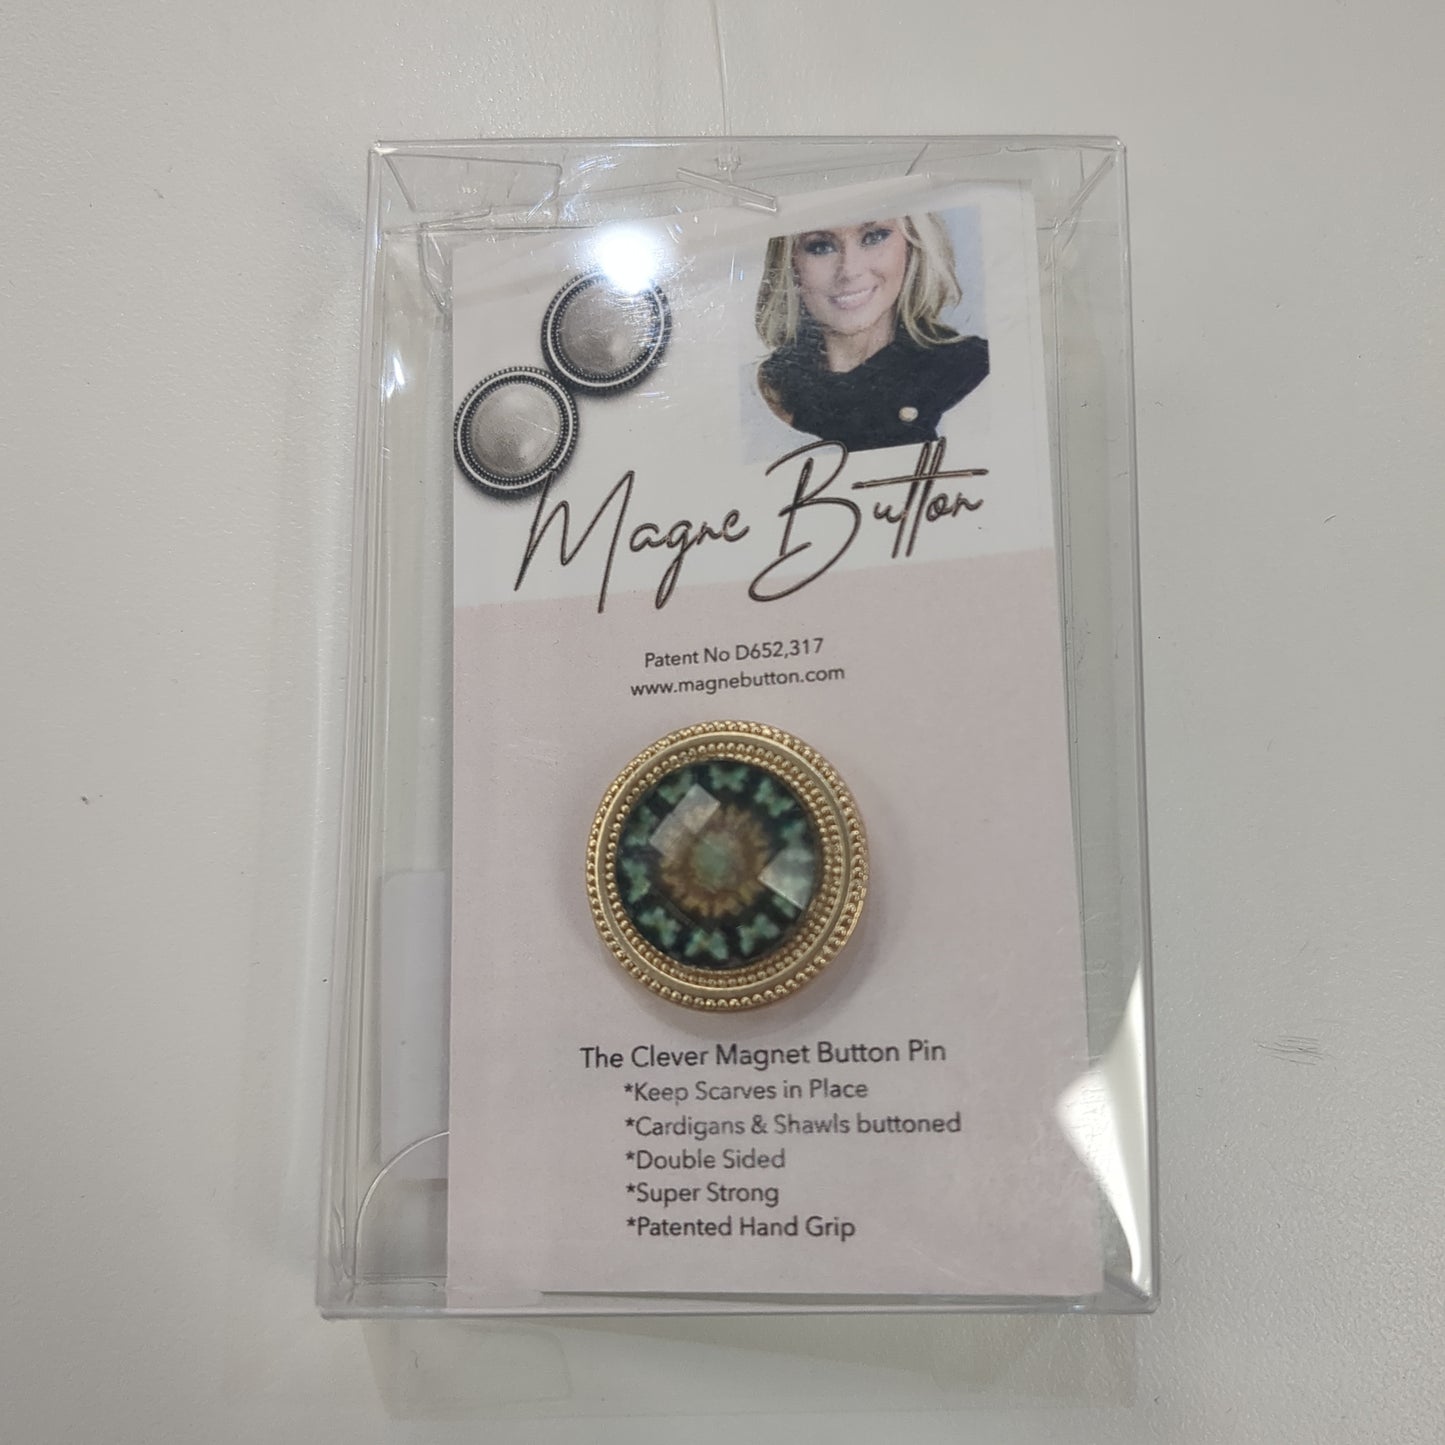 Magne Button
Patent No D652,317
www.magnebutton.com
The Clever Magnet Button Pin
*Keep Scarves in Place
*Cardigans & Shawls buttoned
*Double Sided
*Super Strong
*Patented Hand Grip